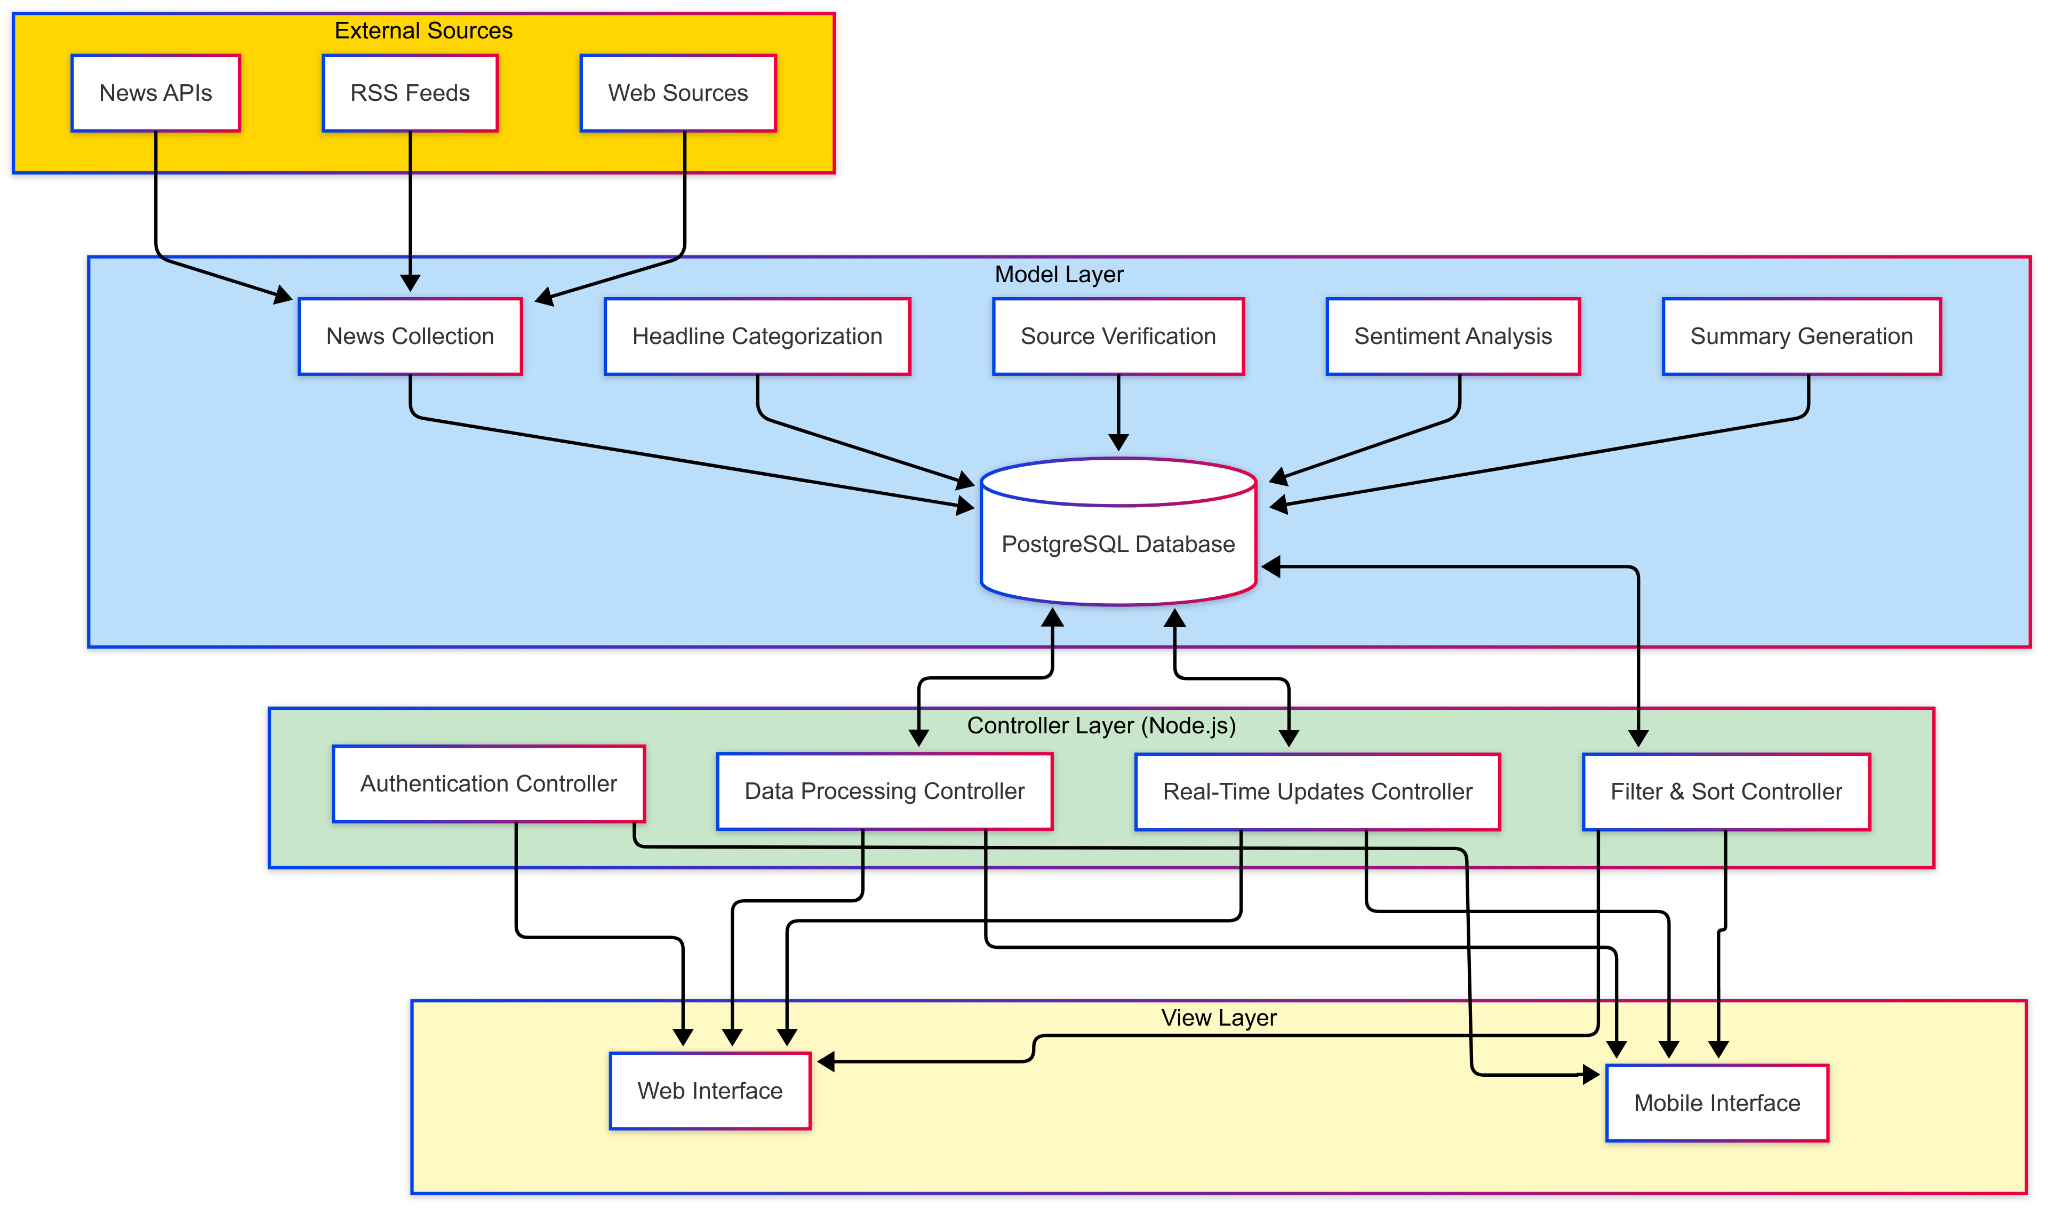 External Sources
News APIs
RSS Feeds
Web Sources
Model Layer
News Collection
Headline Categorization
Source Verification
Sentiment Analysis
Summary Generation
PostgreSQL Database
Controller Layer (Node.js)
Authentication Controller
Data Processing Controller
Real-Time Updates Controller
Filter & Sort Controller
View Layer
Web Interface
Mobile Interface